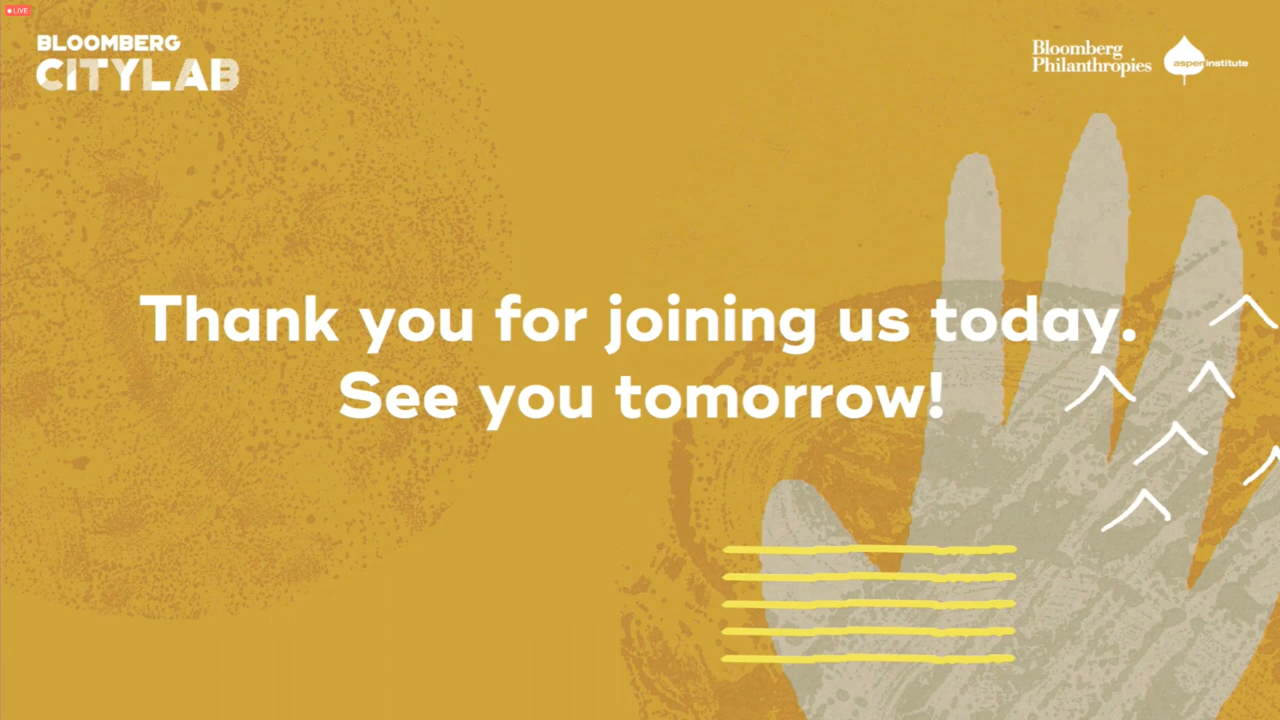 LIVE
BLOOMBERG
CITYLAB
Bloomberg
Philanthropies
aspen institute
Thank you for joining us today.
See you tomorrow!